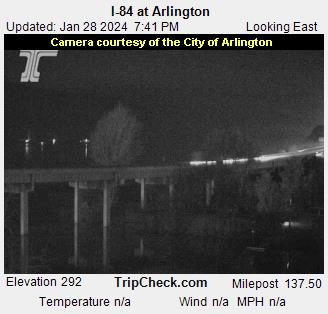 I-84 at Arlington
Updated: Jan 28 2024 7:41 PM Looking East
Camera courtesy of the City of Arlington
Elevation 292 TripCheck.com Milepost 137.50
Temperature n/a Wind n/a MPH n/a